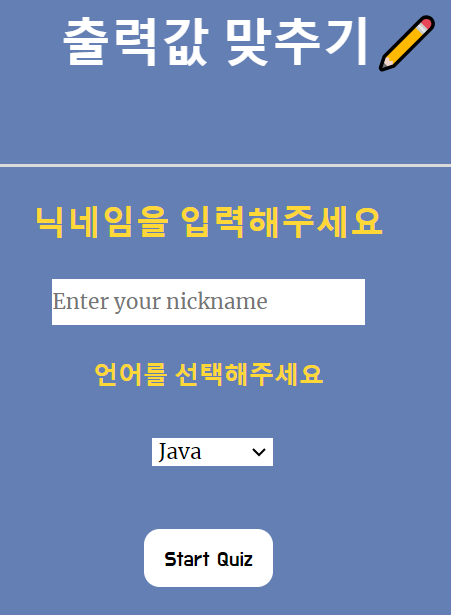 출력값 맞추기
닉네임을 입력해주세요
Enter your nickname
언어를 선택해주세요
Java
Start Quiz